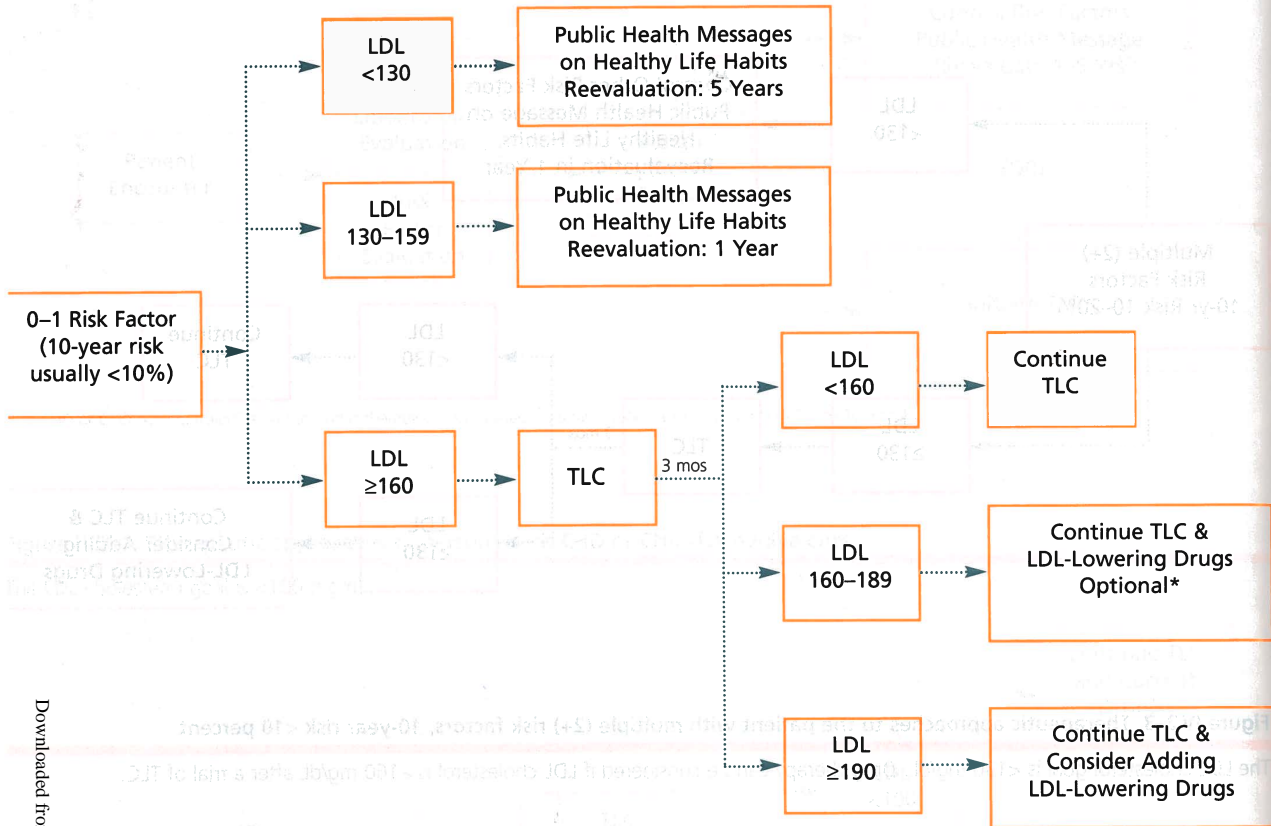 LDL
<130
Public Health Messages
on Healthy Life Habits
Reevaluation: 5 Years
LDL
130–159
Public Health Messages
on Healthy Life Habits
Reevaluation: 1 Year
0–1 Risk Factor
(10-year risk
usually <10%)
LDL
≥160
TLC
3 mos
LDL
<160
Continue
TLC
LDL
160–189
Continue TLC &
LDL-Lowering Drugs
Optional*
LDL
≥190
Continue TLC &
Consider Adding
LDL-Lowering Drugs
Downloaded fro